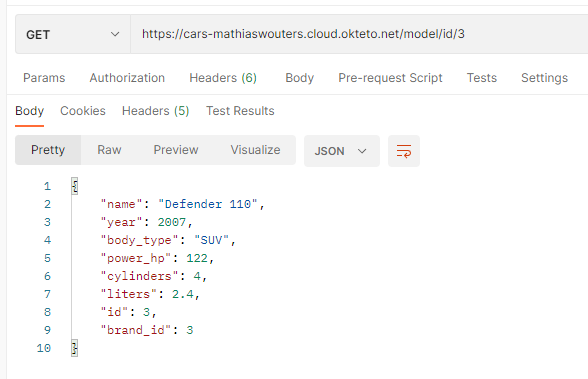 GET https://cars-mathiaswouters.cloud.okteto.net/model/id/3
Params Authorization Headers (6) Body Pre-request Script Tests Settings
Body Cookies Headers (5) Test Results
Pretty Raw Preview Visualize JSON
1 {
2 "name": "Defender 110",
3 "year": 2007,
4 "body_type": "SUV",
5 "power_hp": 122,
6 "cylinders": 4,
7 "liters": 2.4,
8 "id": 3,
9 "brand_id": 3
10 }